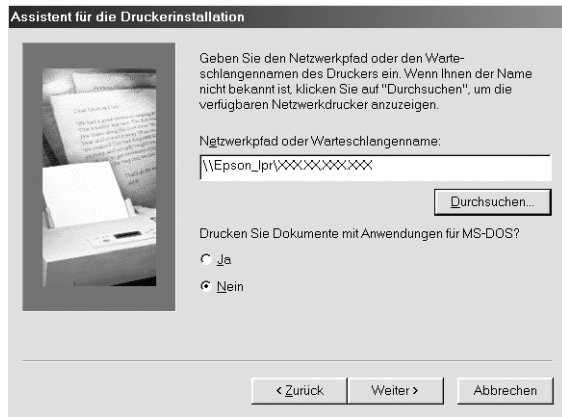 Assistent für die Druckerinstallation
Geben Sie den Netzwerkpfad oder den Warte-
schlangennamen des Druckers ein. Wenn Ihnen der Name
nicht bekannt ist, klicken Sie auf "Durchsuchen", um die
verfügbaren Netzwerkdrucker anzuzeigen.
Netzwerkpfad oder Warteschlangenname:
\\Epson_lpr\XXX.XX.XXX.XXX
Durchsuchen...
Drucken Sie Dokumente mit Anwendungen für MS-DOS?
Ja
Nein
< Zurück
Weiter >
Abbrechen